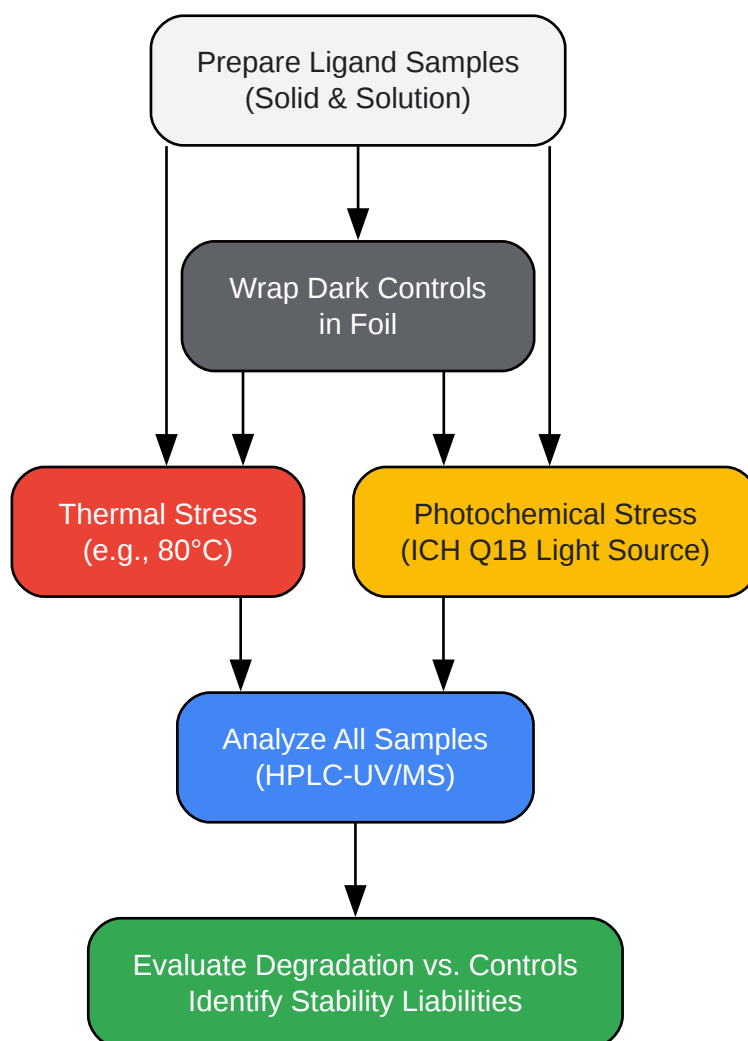 Prepare Ligand Samples
(Solid & Solution)
Wrap Dark Controls
in Foil
Thermal Stress
(e.g., 80°C)
Photochemical Stress
(ICH Q1B Light Source)
Analyze All Samples
(HPLC-UV/MS)
Evaluate Degradation vs. Controls
Identify Stability Liabilities